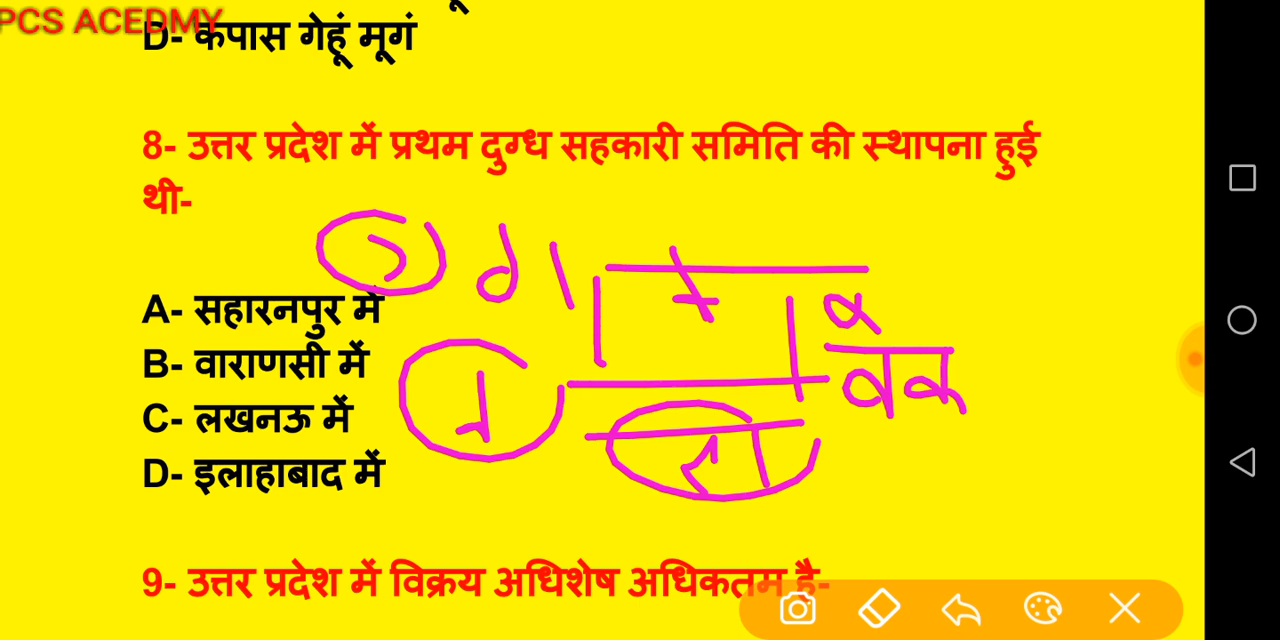 PCS ACEDMY
D- कपास गेहूं मूगं
8- उत्तर प्रदेश में प्रथम दुग्ध सहकारी समिति की स्थापना हुई
थी-
A- सहारनपुर में
B- वाराणसी में
C- लखनऊ में
D- इलाहाबाद में
9- उत्तर प्रदेश में विक्रय अधिशेष अधिकतम है-